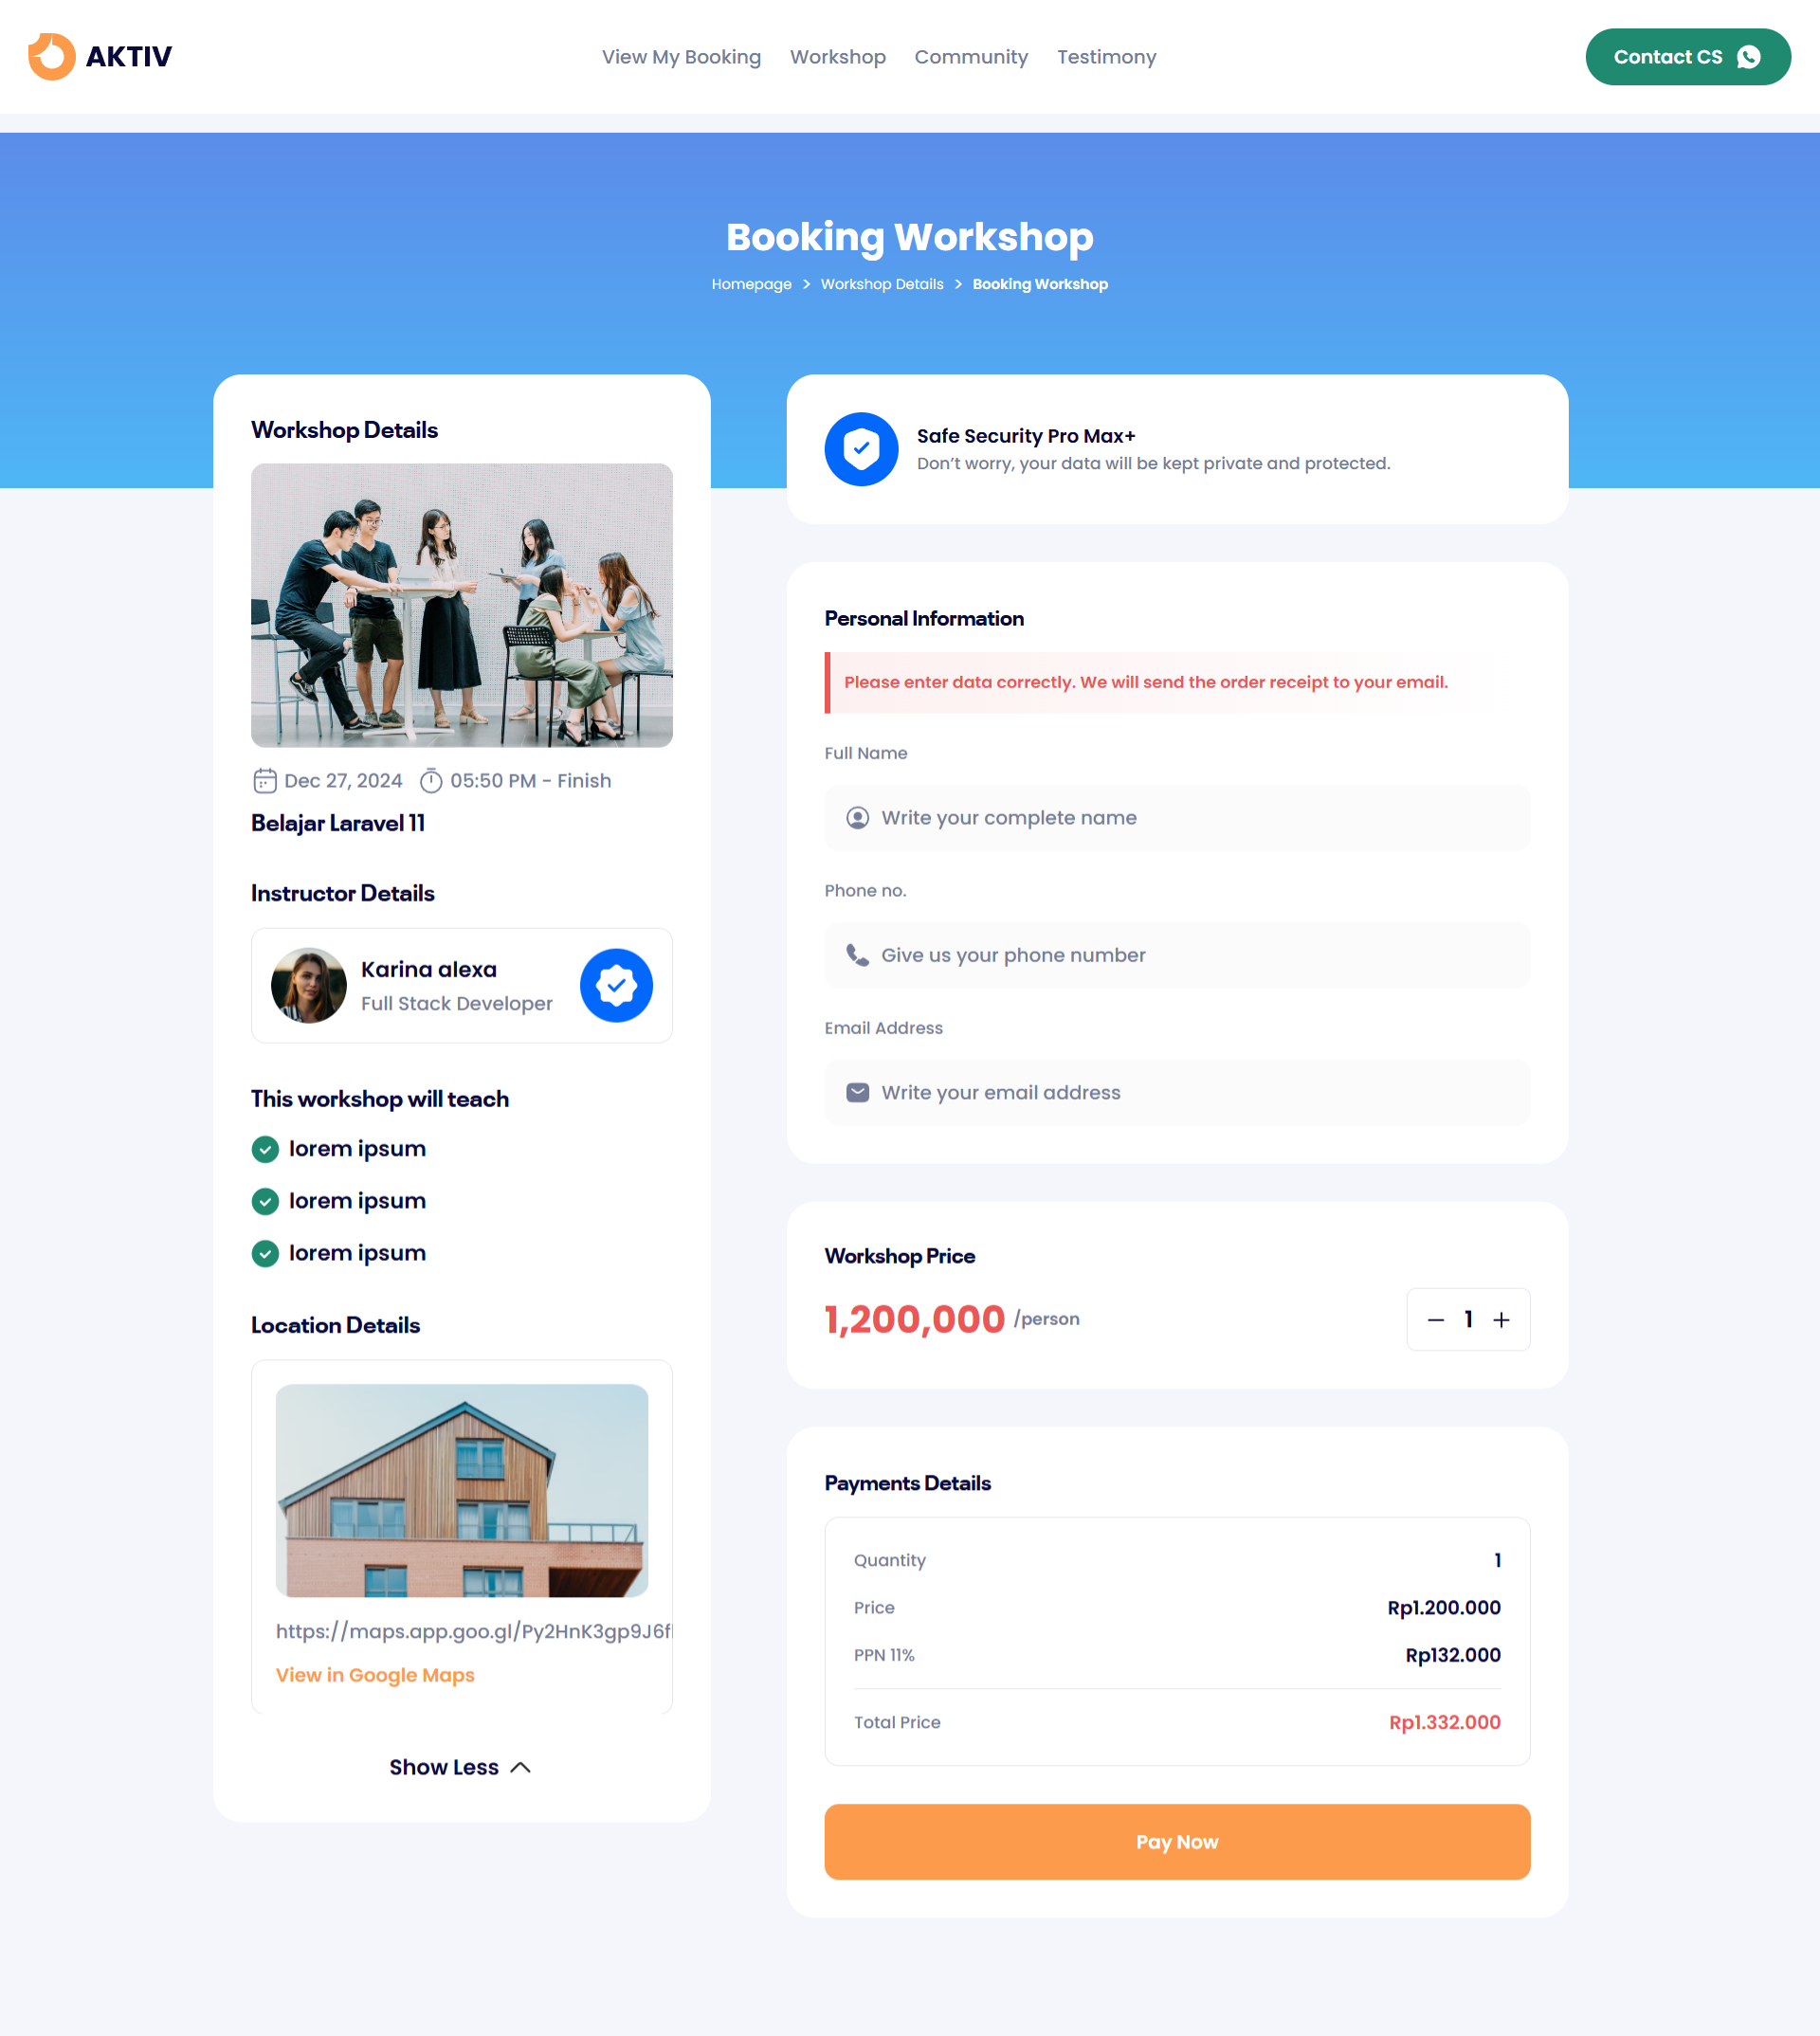 AKTIV
View My Booking
Workshop
Community
Testimony
Contact CS
Booking Workshop
Homepage > Workshop Details > Booking Workshop
Workshop Details
Dec 27, 2024
05:50 PM - Finish
Belajar Laravel 11
Instructor Details
Karina alexa
Full Stack Developer
This workshop will teach
lorem ipsum
lorem ipsum
lorem ipsum
Location Details
https://maps.app.goo.gl/Py2HnK3gp9J6f
View in Google Maps
Show Less
Safe Security Pro Max+
Don’t worry, your data will be kept private and protected.
Personal Information
Please enter data correctly. We will send the order receipt to your email.
Full Name
Write your complete name
Phone no.
Give us your phone number
Email Address
Write your email address
Workshop Price
1,200,000 /person
1
Payments Details
Quantity 1
Price Rp1.200.000
PPN 11% Rp132.000
Total Price Rp1.332.000
Pay Now